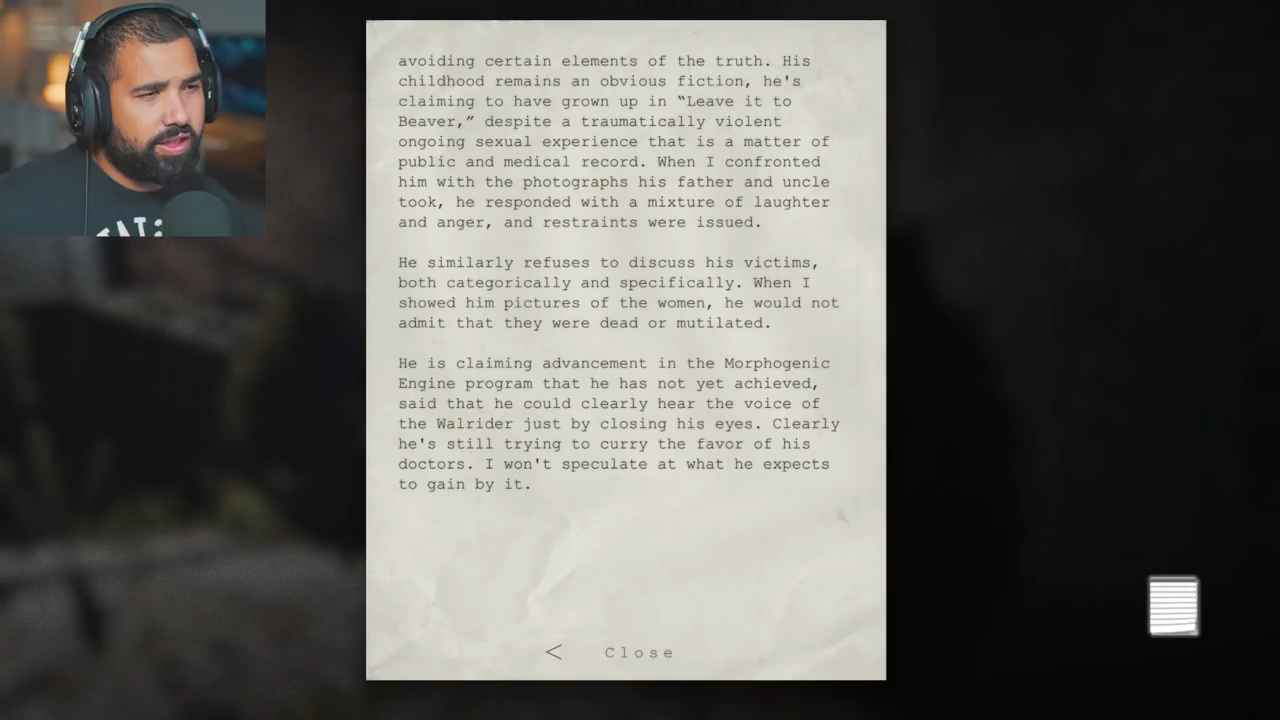 avoiding certain elements of the truth. His
childhood remains an obvious fiction, he's
claiming to have grown up in “Leave it to
Beaver,” despite a traumatically violent
ongoing sexual experience that is a matter of
public and medical record. When I confronted
him with the photographs his father and uncle
took, he responded with a mixture of laughter
and anger, and restraints were issued.
He similarly refuses to discuss his victims,
both categorically and specifically. When I
showed him pictures of the women, he would not
admit that they were dead or mutilated.
He is claiming advancement in the Morphogenic
Engine program that he has not yet achieved,
said that he could clearly hear the voice of
the Walrider just by closing his eyes. Clearly
he's still trying to curry the favor of his
doctors. I won't speculate at what he expects
to gain by it.
< Close